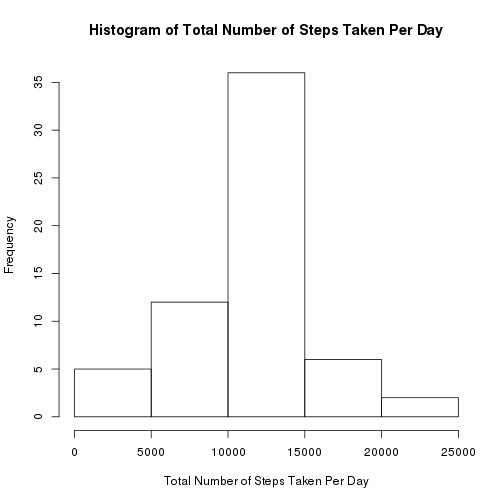 Histogram of Total Number of Steps Taken Per Day
Frequency
35
30
25
20
15
10
5
0
0 5000 10000 15000 20000 25000
Total Number of Steps Taken Per Day